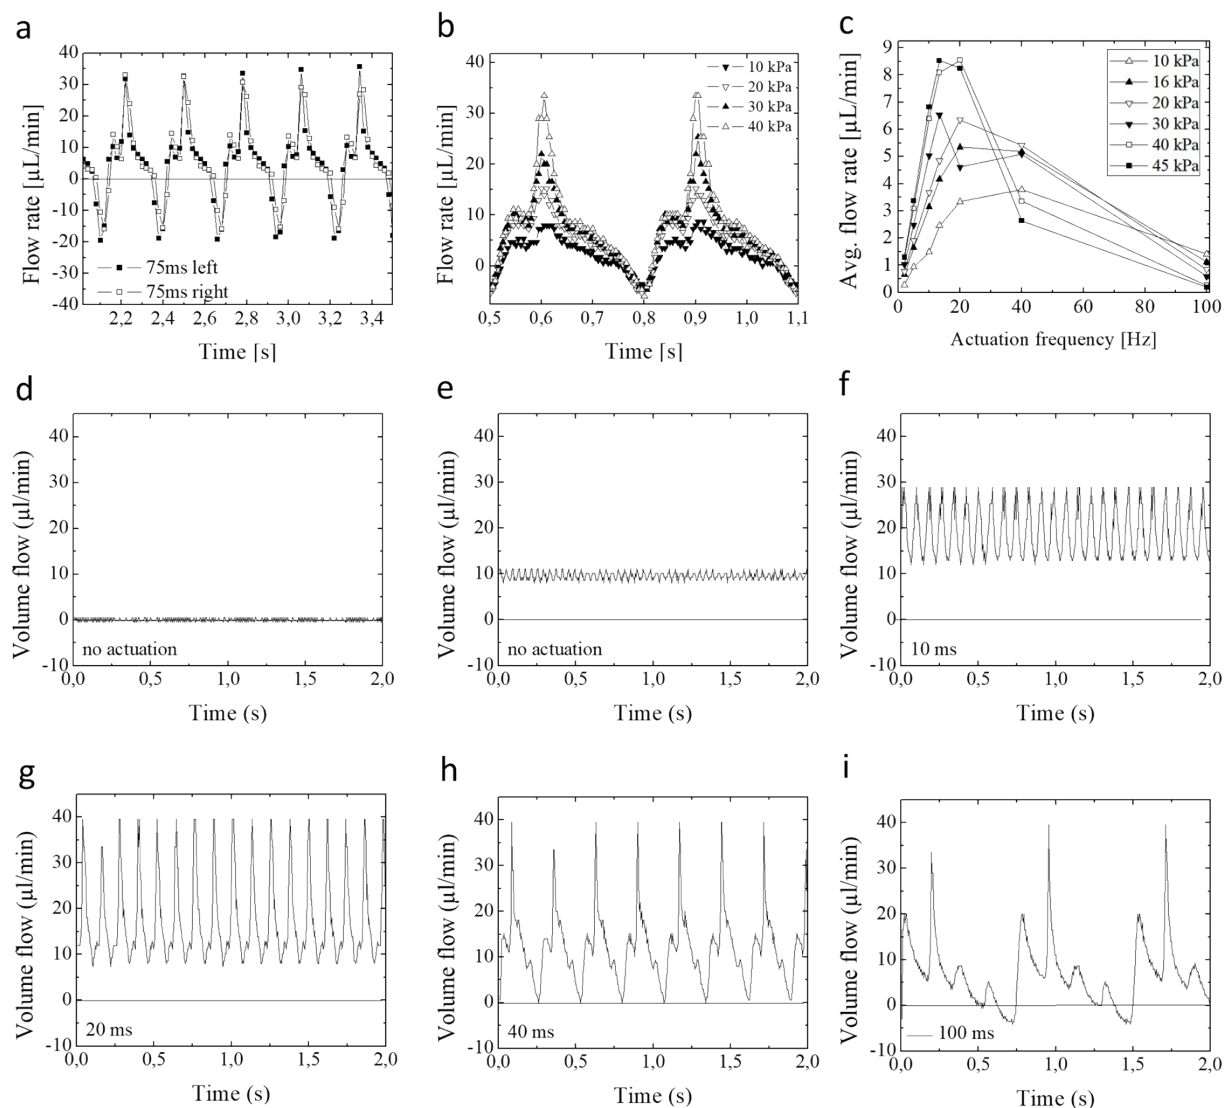 a
Flow rate [µL/min]
40
30
20
10
0
-10
-20
-30
-40
75ms left
75ms right
2,2 2,4 2,6 2,8 3,0 3,2 3,4
Time [s]
b
Flow rate [µL/min]
40
30
20
10
0
10 kPa
20 kPa
30 kPa
40 kPa
0,5 0,6 0,7 0,8 0,9 1,0 1,1
Time [s]
c
Avg. flow rate [µL/min]
9
8
7
6
5
4
3
2
1
0
10 kPa
16 kPa
20 kPa
30 kPa
40 kPa
45 kPa
0 20 40 60 80 100
Actuation frequency [Hz]
d
Volume flow (µl/min)
40
30
20
10
0
-10
no actuation
0,0 0,5 1,0 1,5 2,0
Time (s)
e
Volume flow (µl/min)
40
30
20
10
0
-10
no actuation
0,0 0,5 1,0 1,5 2,0
Time (s)
f
Volume flow (µl/min)
40
30
20
10
0
-10
10 ms
0,0 0,5 1,0 1,5 2,0
Time (s)
g
Volume flow (µl/min)
40
30
20
10
0
-10
20 ms
0,0 0,5 1,0 1,5 2,0
Time (s)
h
Volume flow (µl/min)
40
30
20
10
0
-10
40 ms
0,0 0,5 1,0 1,5 2,0
Time (s)
i
Volume flow (µl/min)
40
30
20
10
0
-10
100 ms
0,0 0,5 1,0 1,5 2,0
Time (s)